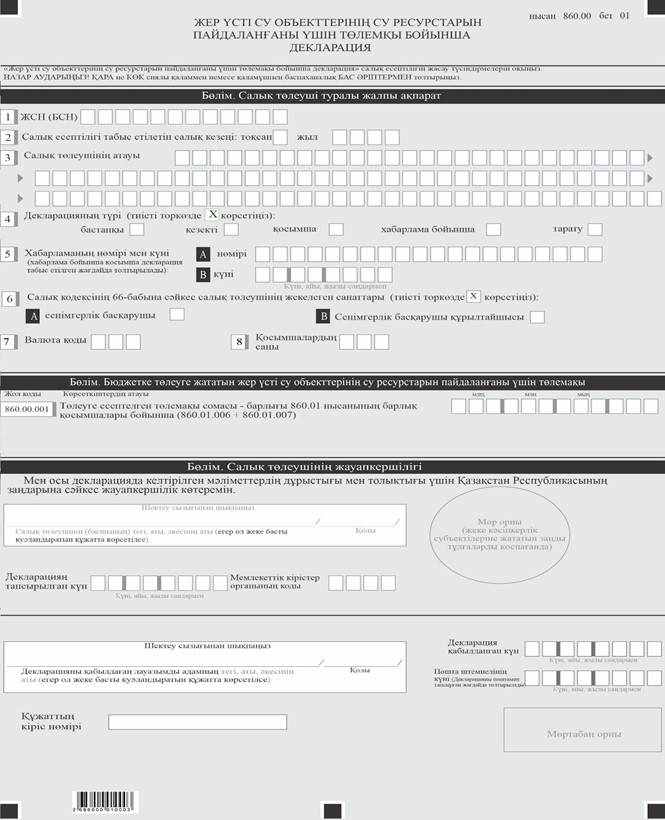 нысан 860.00 бст 01
ЖЕР ҮСТІ СУ ОБЪЕКТТЕРІНІҢ СУ РЕСУРСТАРЫН
ПАЙДАЛАНҒАНЫ ҮШІН ТӨЛЕМҚЫ БОЙЫНША
ДЕКЛАРАЦИЯ
«Жер үсті су объекттерінің су ресурстарын пайдаланғаны үшін төлемақы бойынша декларация» салық есептілігін жасау түсіндірмелерін оқыңыз.
НАЗАР АУДАРЫҢЫЗ! ҚАРА не КӨК сиялы қаламмен немесе қаламұшпен баспаханалық БАС ӘРІПТЕРМЕН толтырыңыз.
Бөлім. Салық төлеуші туралы жалпы ақпарат
1 ЖСН (БСН)
2 Салық есептілігі табыс етілетін салық кезеңі: тоқсан жыл
3 Салық төлеушінің атауы
4 Декларацияның түрі (тиісті торкөзде X көрсетіңіз):
бастапқы кезекті қосымша хабарлама бойынша тарату
5 Хабарламаның нөмірі мен күні A нөмірі
(хабарлама бойынша қосымша декларация
табыс етілген жағдайда толтырылады): B күні
Күні, айы, жылы сандармен
6 Салық кодексінің 66-бабына сәйкес салық төлеушінің жекелеген санаттары (тиісті торкөзде X көрсетіңіз):
A сенімгерлік басқарушы B Сенімгерлік басқарушы құрылтайшысы
7 Валюта коды 8 Қосымшалардың
саны
Бөлім. Бюджетке төлеуге жататын жер үсті су объекттерінің су ресурстарын пайдаланғаны үшін төлемақы
Жол коды Көрсеткіштердің атауы млрд млн мың
860.00.001 Төлеуге есептелген төлемақы сомасы - барлығы 860.01 нысанының барлық
қосымшалары бойынша (860.01.006 + 860.01.007)
Бөлім. Салық төлеушінің жауапкершілігі
Мен осы декларацияда келтірілген мәліметтердің дұрыстығы мен толықтығы үшін Қазақстан Республикасының
заңдарына сәйкес жауапкершілік көтеремін.
Шектеу сызығынан шықпаңыз
Салық төлеушінің (басшының) тегі, аты, әкесінің аты (егер ол жеке басты Қолы
куәландыратын құжатта көрсетілсе)
Мөр орны
(жеке кәсіпкерлік
субъектілеріне жататын заңды
тұлғаларды қоспағанда)
Декларацияң Мемлекеттік кірістер
тапсырылған күн органының коды
Күні, айы, жылы сандармен
Шектеу сызығынан шықпаңыз
Декларацияны қабылдаған лауазымды адамның тегі, аты, әкесінің Қолы
аты (егер ол жеке басты куәландыратын құжатта көрсетілсе)
Декларация
қабылданған күн
Күні, айы, жылы сандармен
Пошта штемпелінің
күні (Декларацияны поштамен
тапсырған жағдайда толтырылады)
Күні, айы, жылы сандармен
Құжаттың
кіріс нөмірі
Мөртабан орны
2 686000 010003